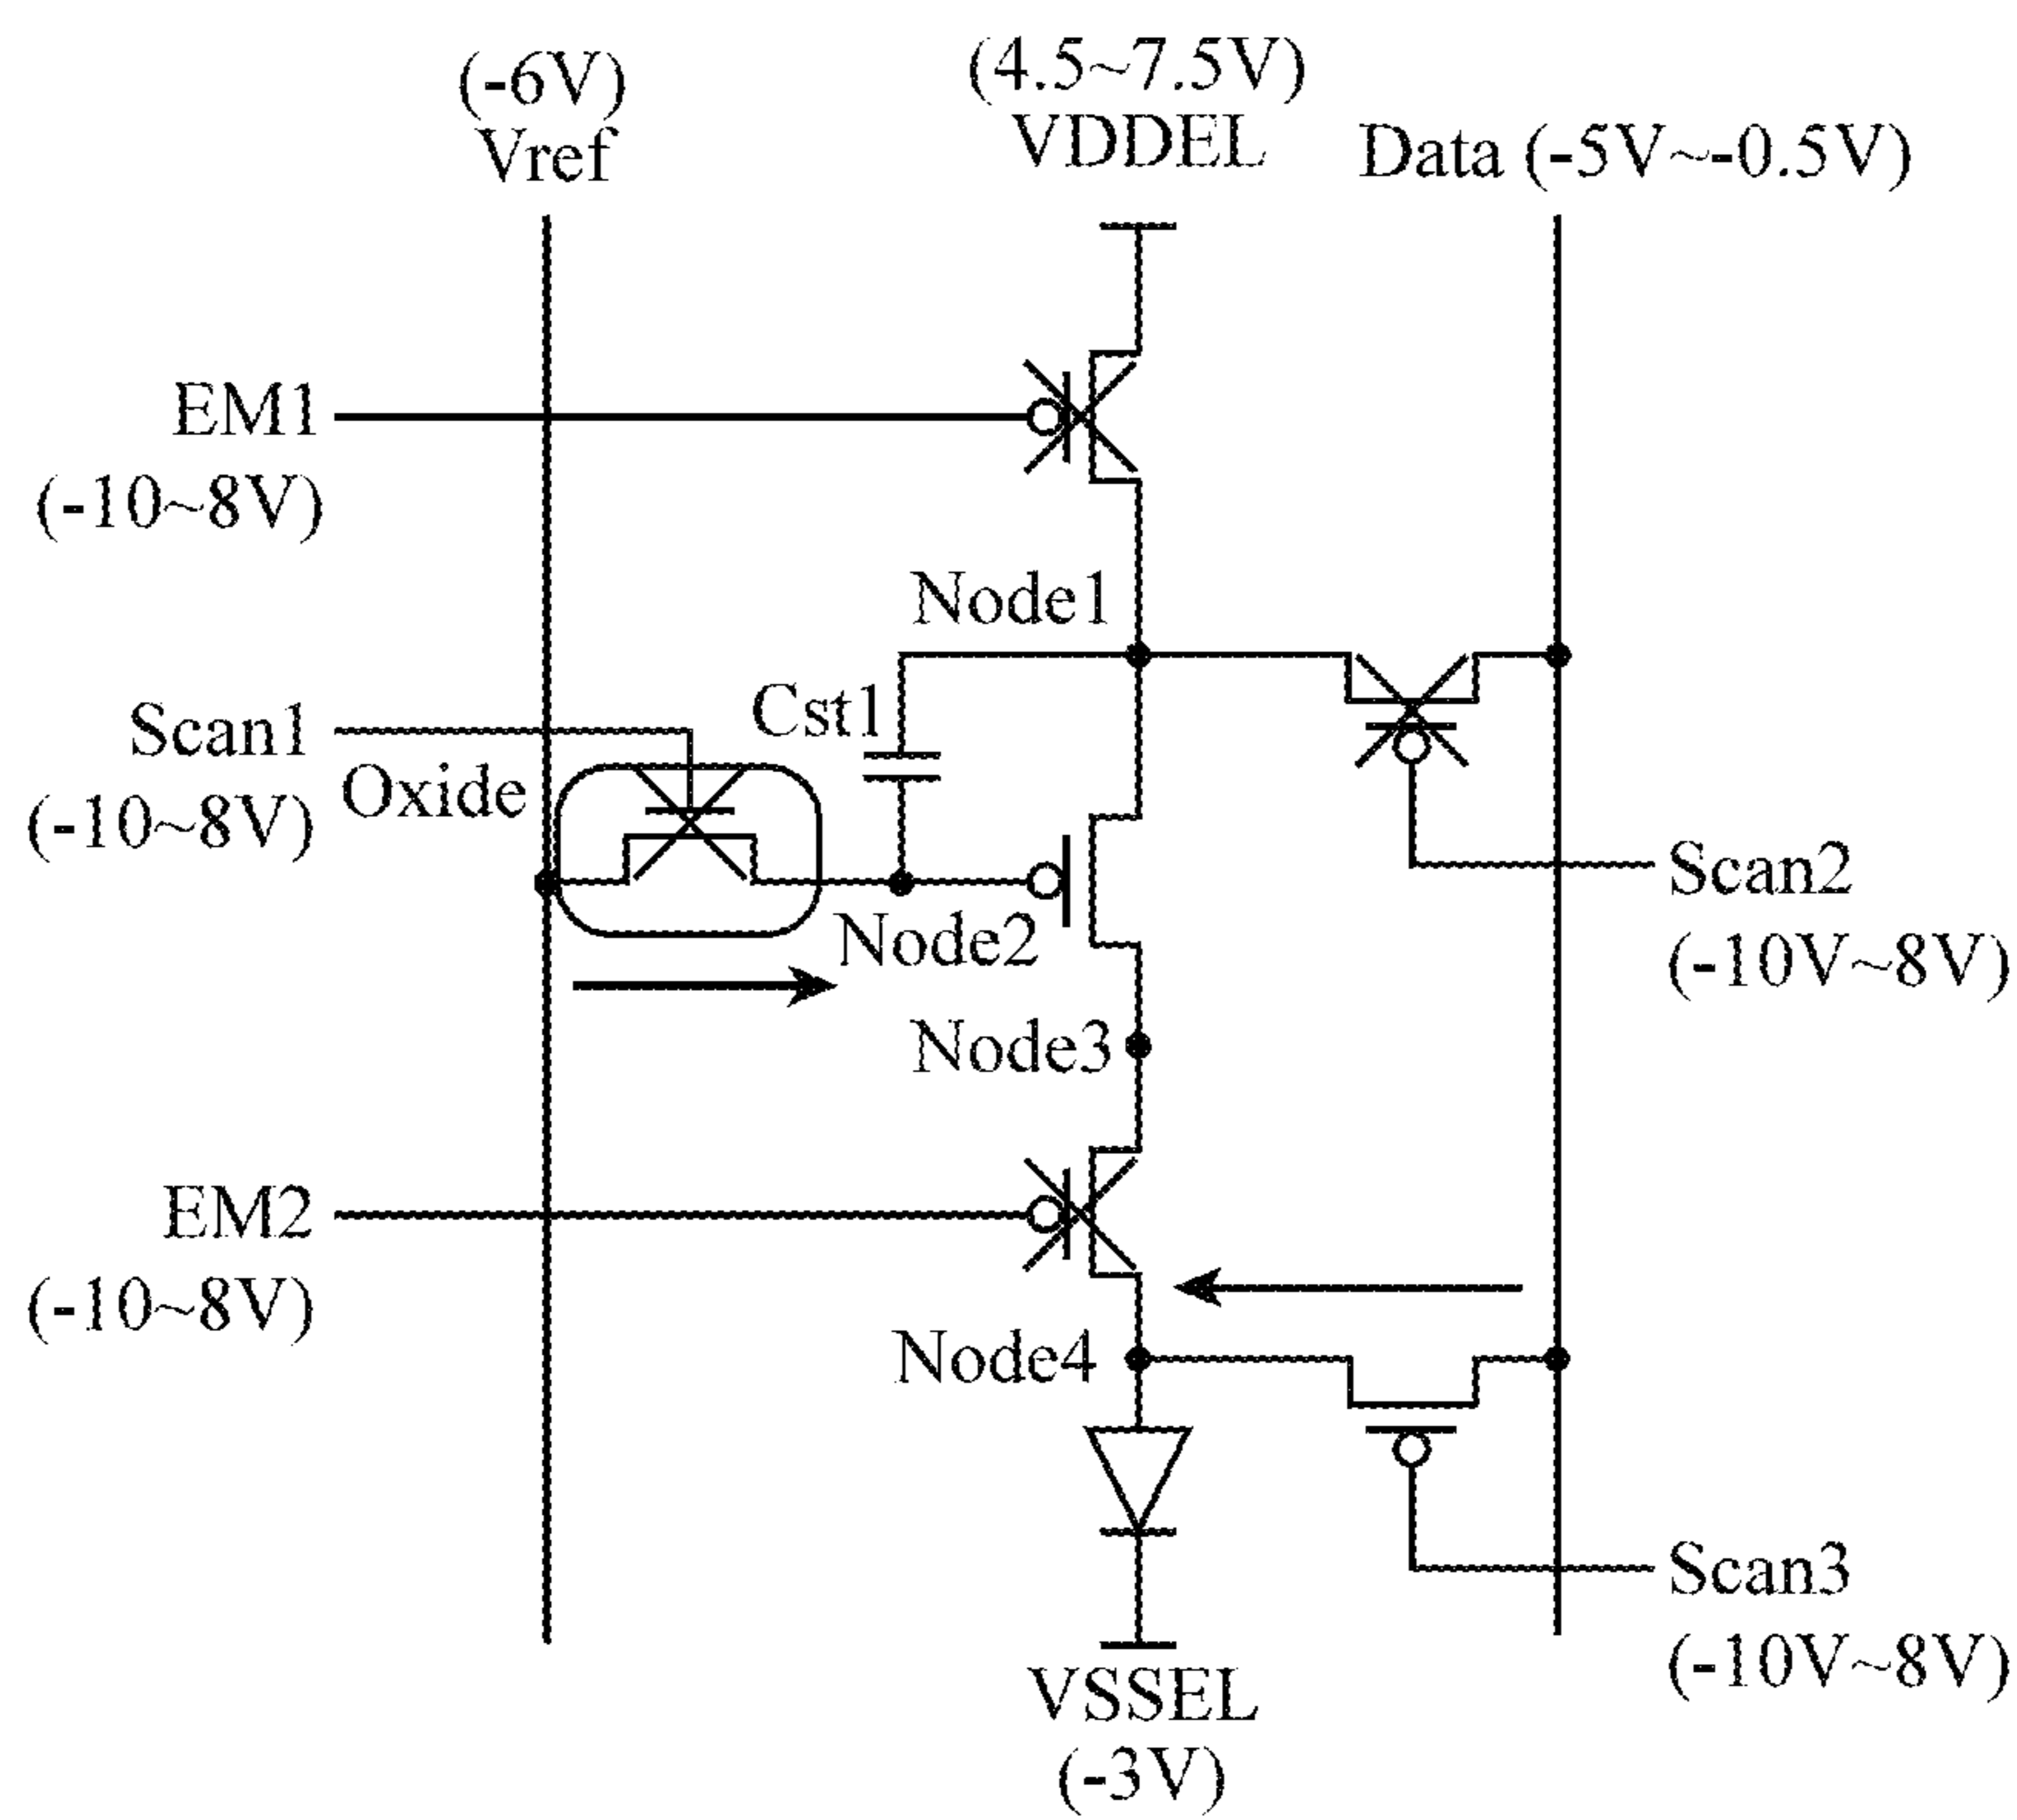 (-6V)
Vref
(4.5~7.5V)
VDDEL
Data (-5V~-0.5V)
EM1
(-10~8V)
Node1
Scan1
(-10~8V)
Oxide
Cst1
Node2
Scan2
(-10V~8V)
Node3
EM2
(-10~8V)
Node4
Scan3
(-10V~8V)
VSSEL
(-3V)